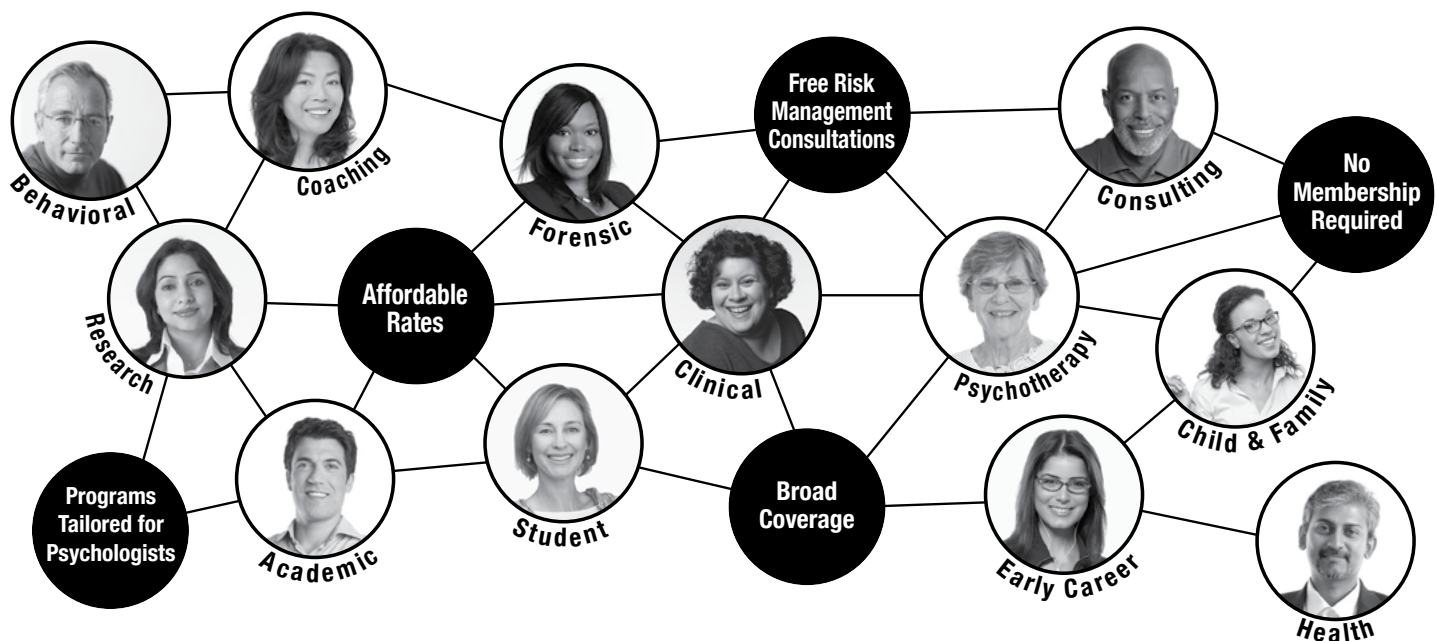 Behavioral
Coaching
Forensic
Free Risk
Management
Consultations
Consulting
No
Membership
Required
Research
Affordable
Rates
Clinical
Psychotherapy
Child & Family
Programs
Tailored for
Psychologists
Academic
Student
Broad
Coverage
Early Career
Health